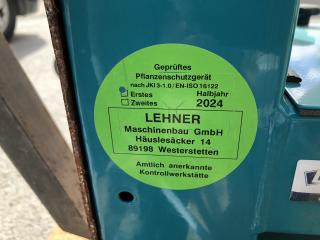 Geprüftes
Pflanzenschutzgerät
nach JKI 3-1.0/EN-ISO 16122
Erstes Halbjahr
Zweites 2024
LEHNER
Maschinenbau GmbH
Häuslesäcker 14
89198 Westerstetten
Amtlich anerkannte
Kontrollwerkstätte